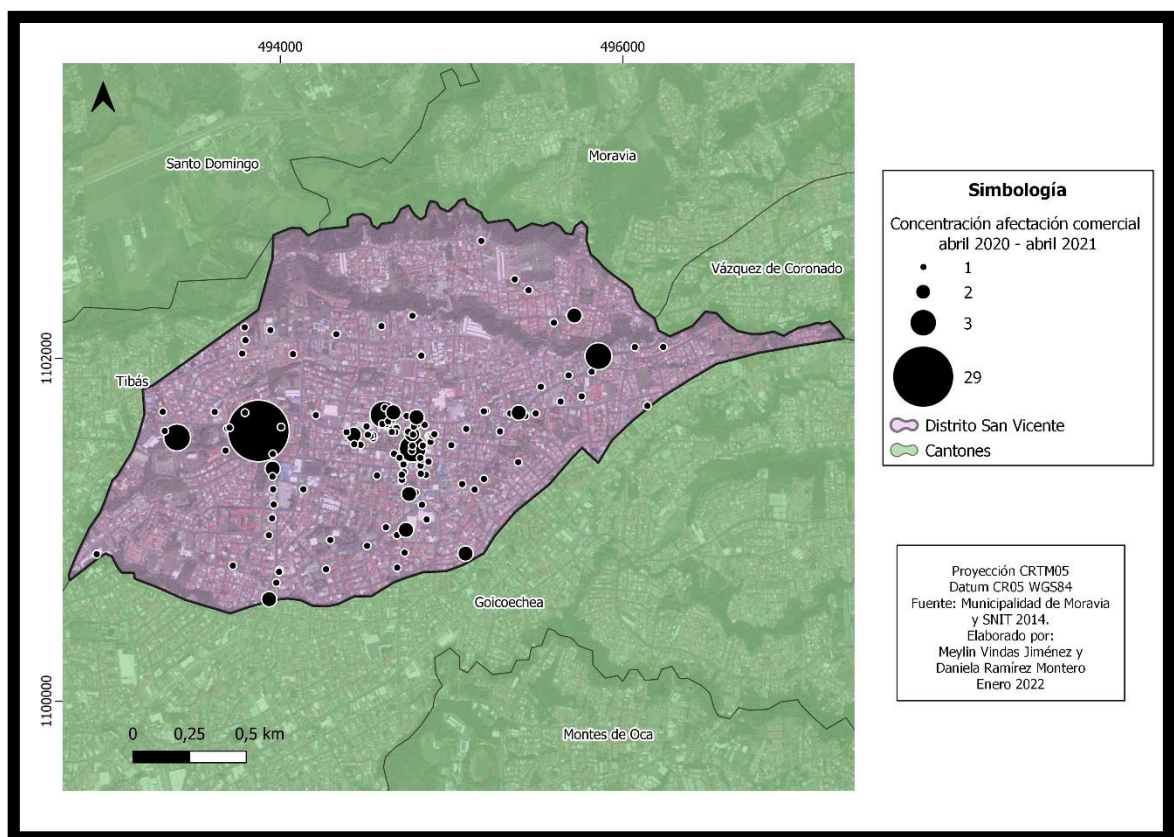 494000
496000
Santo Domingo
Moravia
Vázquez de Coronado
1102000
Tibás
Goicoechea
1100000
Montes de Oca
0 0,25 0,5 km
Simbología
Concentración afectación comercial
abril 2020 - abril 2021
1
2
3
29
Distrito San Vicente
Cantones
Proyección CRTM05
Datum CR05 WGS84
Fuente: Municipalidad de Moravia
y SNIT 2014.
Elaborado por:
Meylin Vindas Jiménez y
Daniela Ramírez Montero
Enero 2022